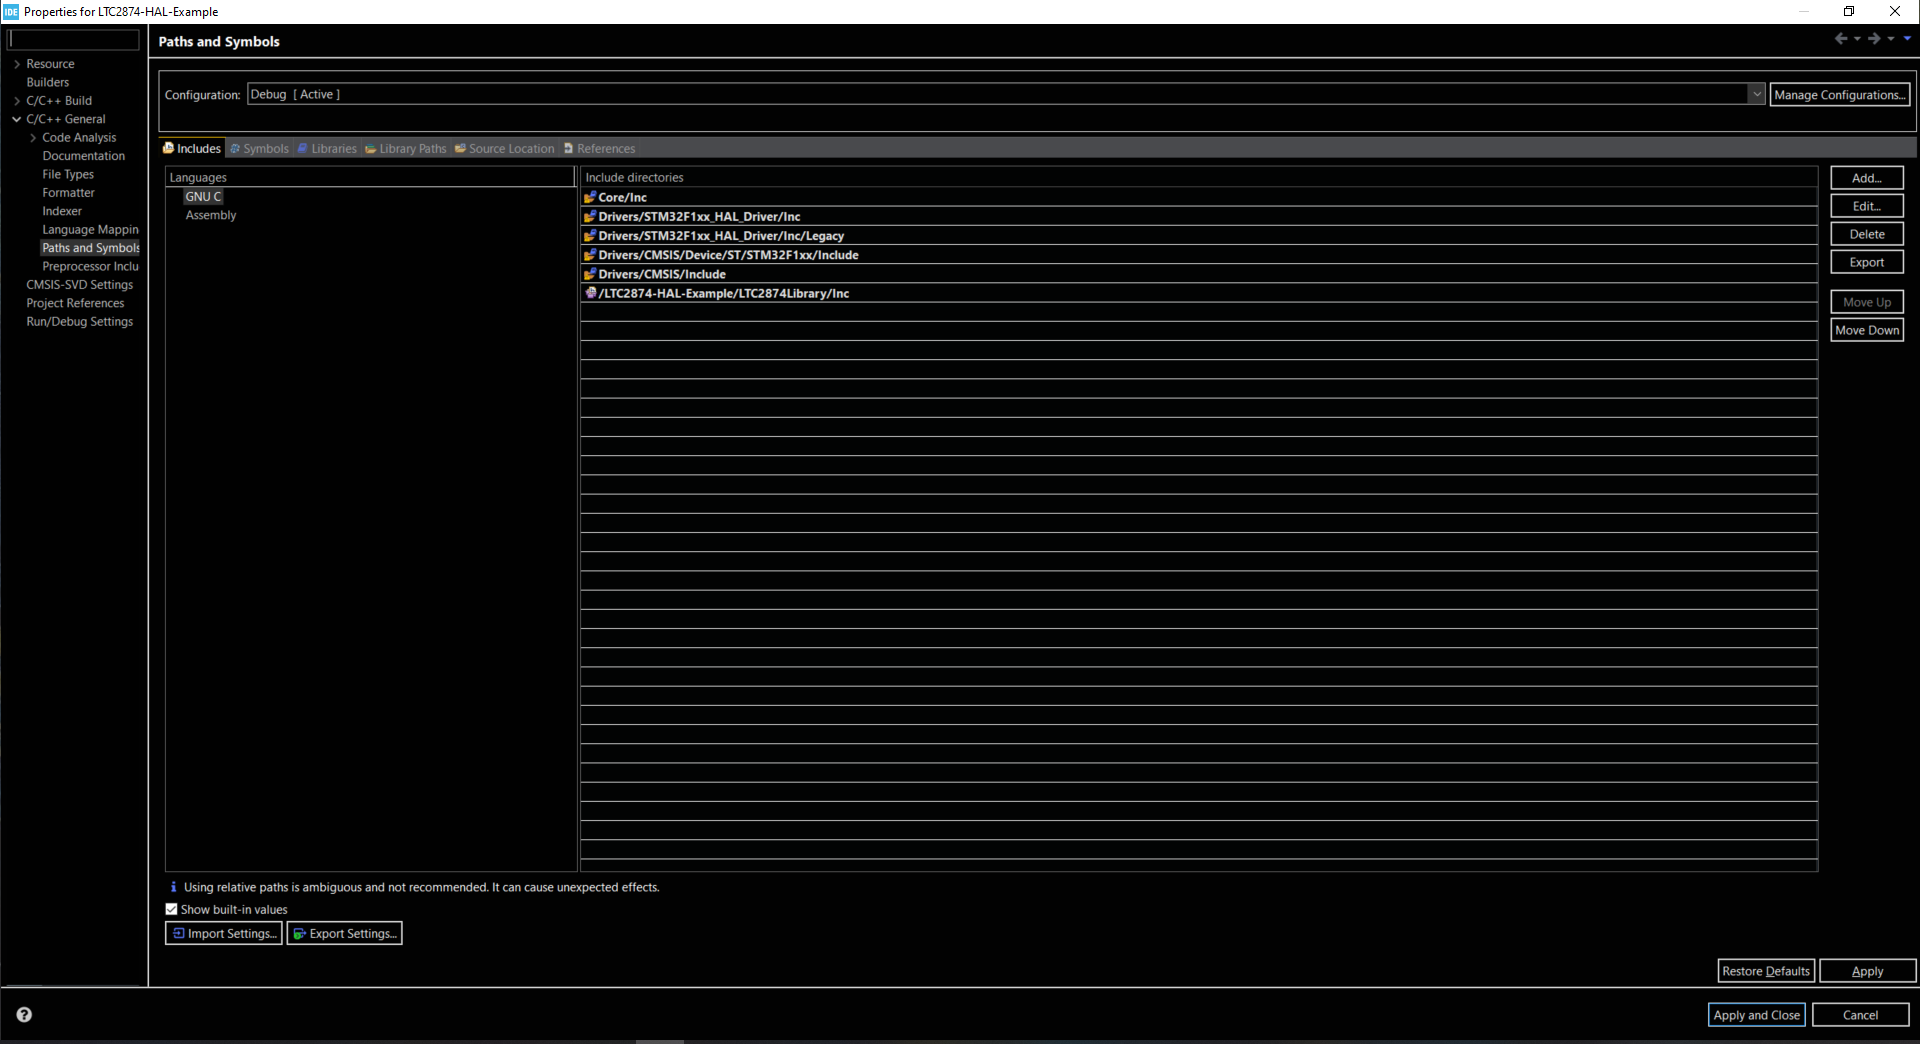 IDE Properties for LTC2874-HAL-Example
Paths and Symbols
Resource
Builders
C/C++ Build
C/C++ General
Code Analysis
Documentation
File Types
Formatter
Indexer
Language Mappin
Paths and Symbols
Preprocessor Inclu
CMSIS-SVD Settings
Project References
Run/Debug Settings
Configuration: Debug [ Active ] Manage Configurations...
Includes Symbols Libraries Library Paths Source Location References
Languages
GNU C
Assembly
Include directories
Core/Inc
Drivers/STM32F1xx_HAL_Driver/Inc
Drivers/STM32F1xx_HAL_Driver/Inc/Legacy
Drivers/CMSIS/Device/ST/STM32F1xx/Include
Drivers/CMSIS/Include
/LTC2874-HAL-Example/LTC2874Library/Inc
Add...
Edit...
Delete
Export
Move Up
Move Down
Using relative paths is ambiguous and not recommended. It can cause unexpected effects.
Show built-in values
Import Settings... Export Settings...
Restore Defaults Apply
Apply and Close Cancel